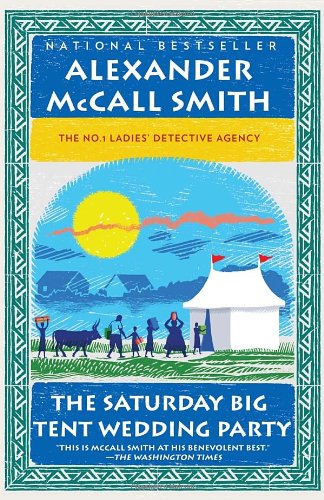 NATIONAL BESTSELLER
ALEXANDER
McCALL SMITH
THE NO.1 LADIES' DETECTIVE AGENCY
THE SATURDAY BIG
TENT WEDDING PARTY
"THIS IS MCCALL SMITH AT HIS BENEVOLENT BEST."
—THE WASHINGTON TIMES